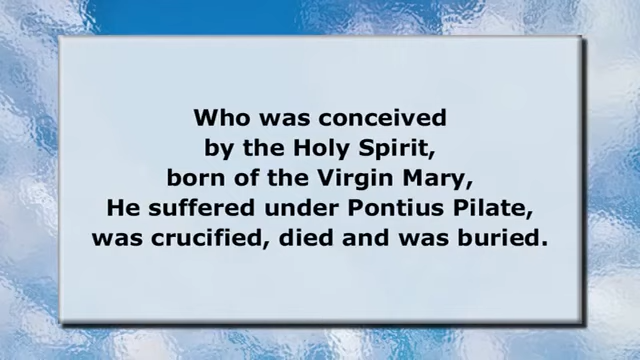 Who was conceived
by the Holy Spirit,
born of the Virgin Mary,
He suffered under Pontius Pilate,
was crucified, died and was buried.